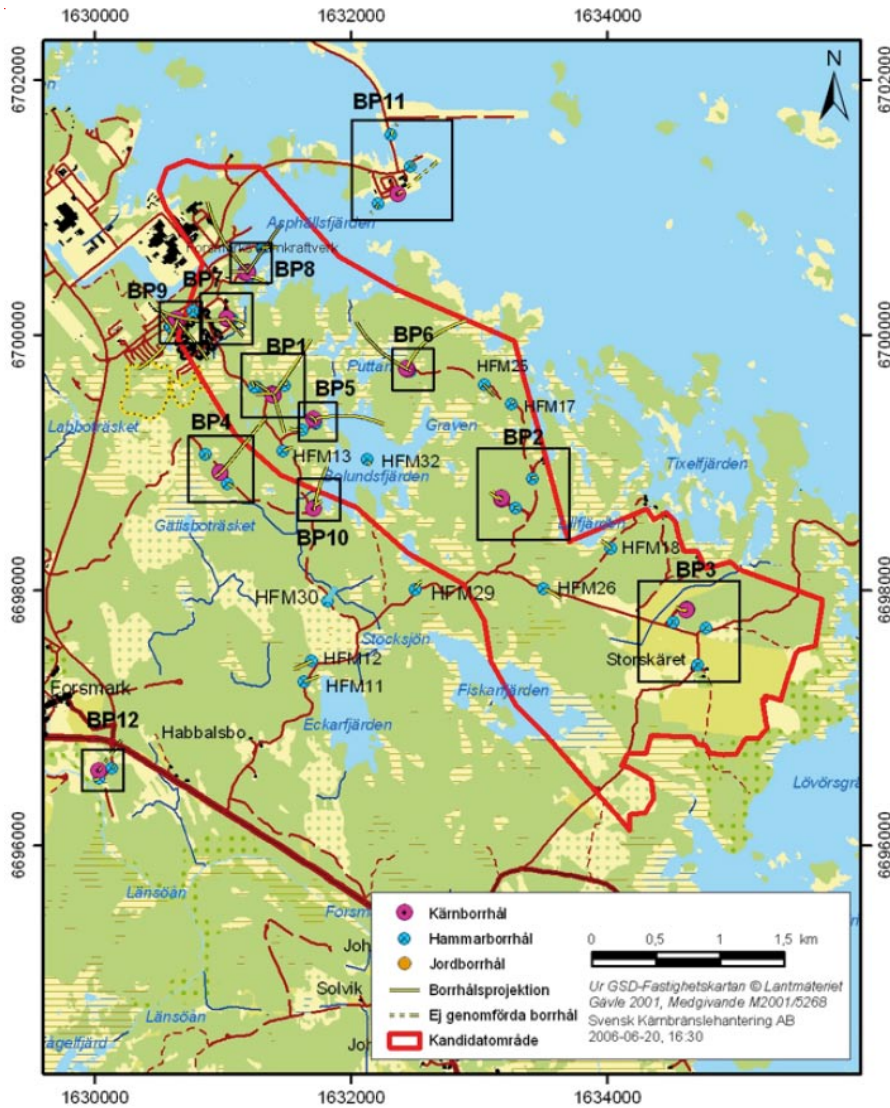 1630000 1632000 1634000
6702000 6702000
N
BP11
Asphällsfjärden
BP8
BP7
BP9
6700000 6700000
BP6
BP1
HFM25
BP5
HFM17
Labboträsket
Graven
BP4
BP2
HFM13 HFM32
Tixelfjärden
Bolundsfjärden
Gällsboträsket
BP10
HFM18
BP3
6698000 6698000
HFM30 HFM29 HFM26
Stocksjön
HFM12
Storskäret
HFM11
Forsmark Fiskarfjärden
Eckarfjärden
BP12 Habbalsbo
6696000 6696000
Länsöan
Solvik
Länsöan
Kärnborrhål
Hammarborrhål
Jordborrhål
Borrhålsprojektion
Ej genomförda borrhål
Kandidatområde
0 0,5 1 1,5 km
Ur GSD-Fastighetskartan © Lantmäteriet
Gävle 2001, Medgivande M2001/5268
Svensk Kärnbränslehantering AB
2006-06-20, 16:30
1630000 1632000 1634000